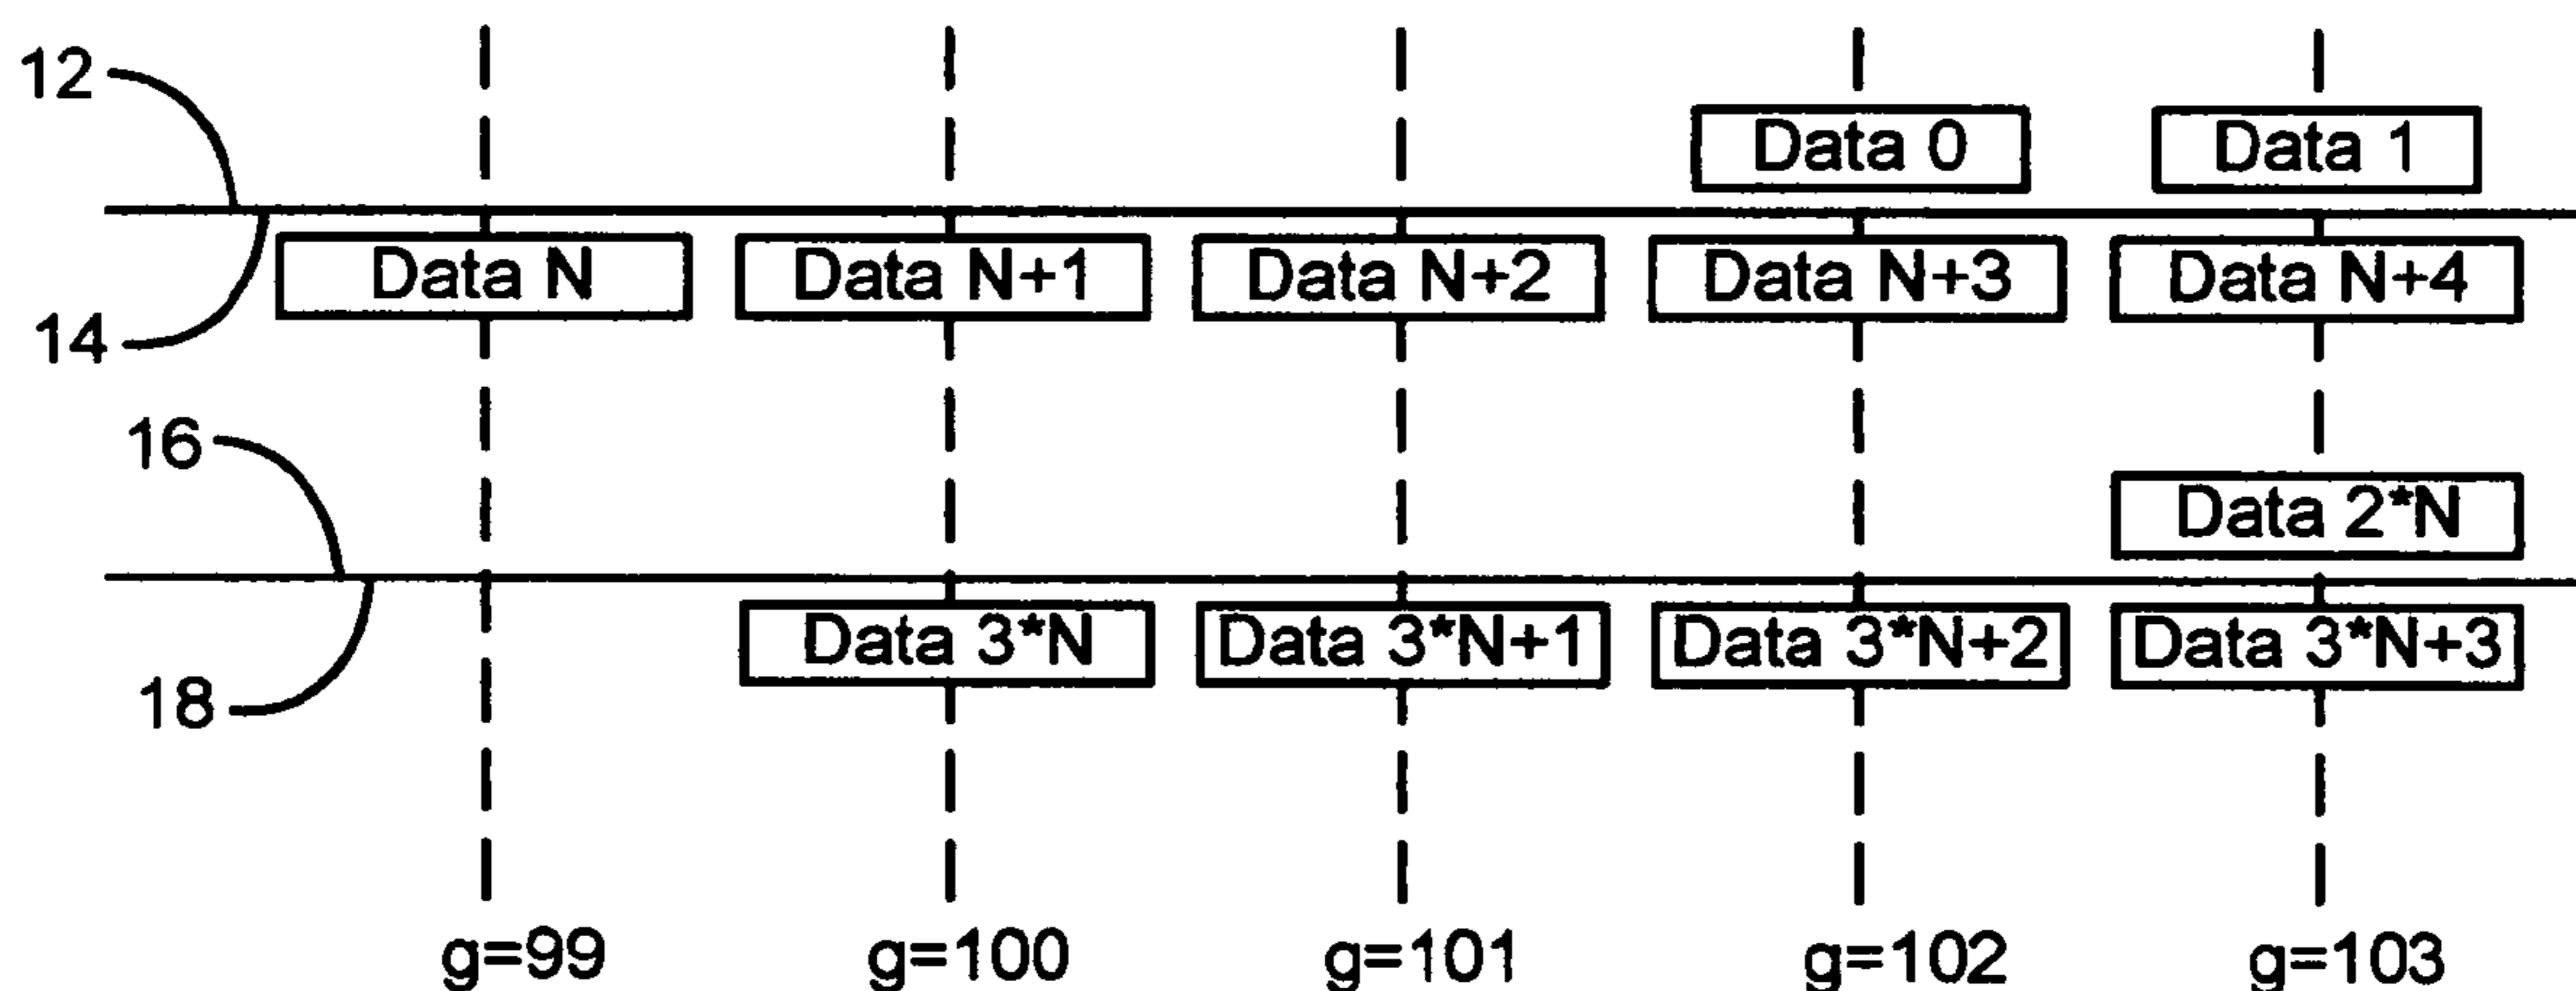 12
Data 0 Data 1
Data N Data N+1 Data N+2 Data N+3 Data N+4
14
16
Data 2*N
Data 3*N Data 3*N+1 Data 3*N+2 Data 3*N+3
18
g=99 g=100 g=101 g=102 g=103